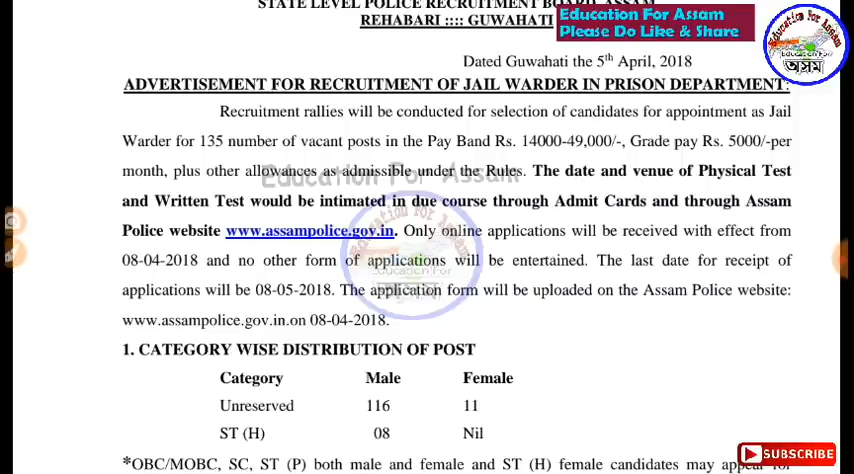 STATE LEVEL POLICE RECRUITMENT BOARD, ASSAM
REHABARI :::: GUWAHATI
Education For Assam
Please Do Like & Share
Education For Assam
অসম
Dated Guwahati the 5th April, 2018
ADVERTISEMENT FOR RECRUITMENT OF JAIL WARDER IN PRISON DEPARTMENT:
Recruitment rallies will be conducted for selection of candidates for appointment as Jail
Warder for 135 number of vacant posts in the Pay Band Rs. 14000-49,000/-, Grade pay Rs. 5000/-per
month, plus other allowances as admissible under the Rules. The date and venue of Physical Test
Education For Assam
and Written Test would be intimated in due course through Admit Cards and through Assam
Police website www.assampolice.gov.in. Only online applications will be received with effect from
08-04-2018 and no other form of applications will be entertained. The last date for receipt of
Education For
applications will be 08-05-2018. The application form will be uploaded on the Assam Police website:
www.assampolice.gov.in.on 08-04-2018.
1. CATEGORY WISE DISTRIBUTION OF POST
Category Male Female
Unreserved 116 11
ST (H) 08 Nil
*OBC/MOBC, SC, ST (P) both male and female and ST (H) female candidates may appear for
SUBSCRIBE